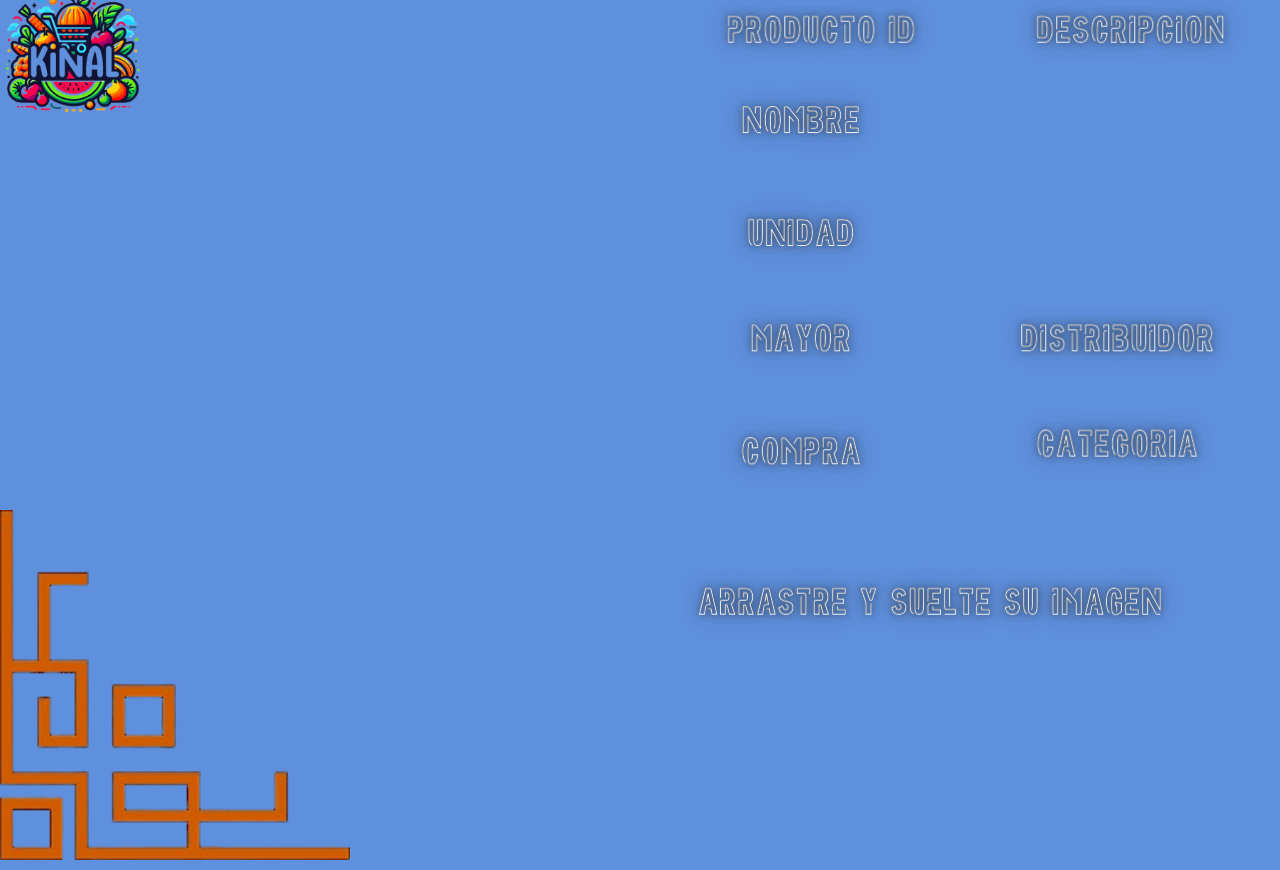 KINAL
PRODUCTO ID
DESCRIPCION
NOMBRE
UNIDAD
MAYOR
DISTRIBUIDOR
COMPRA
CATEGORIA
ARRASTRE Y SUELTE SU IMAGEN